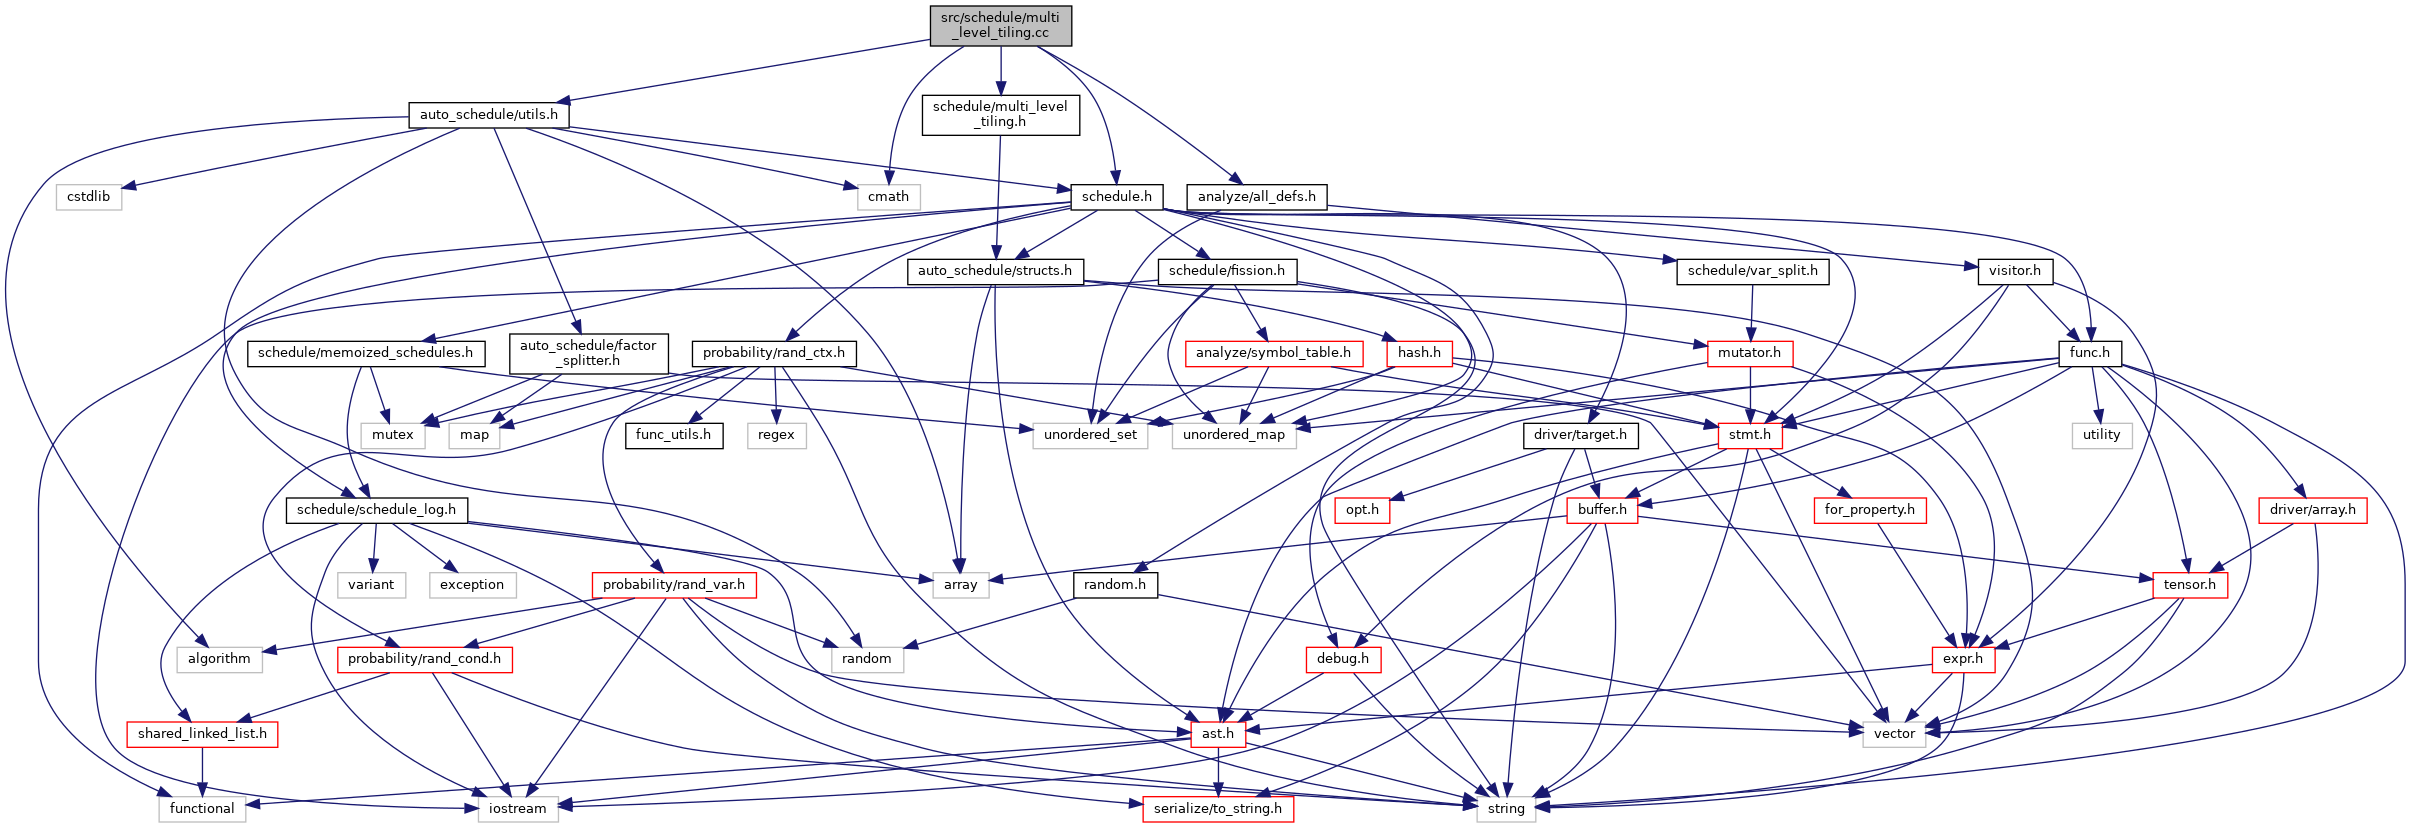 src/schedule/multi
_level_tiling.cc
auto_schedule/utils.h
schedule/multi_level
_tiling.h
cstdlib
cmath
schedule.h
analyze/all_defs.h
auto_schedule/structs.h
schedule/fission.h
schedule/var_split.h
visitor.h
schedule/memoized_schedules.h
auto_schedule/factor
_splitter.h
probability/rand_ctx.h
analyze/symbol_table.h
hash.h
mutator.h
func.h
mutex
map
func_utils.h
regex
unordered_set
unordered_map
driver/target.h
stmt.h
utility
schedule/schedule_log.h
opt.h
buffer.h
for_property.h
driver/array.h
variant
exception
probability/rand_var.h
array
random.h
tensor.h
algorithm
probability/rand_cond.h
random
debug.h
expr.h
shared_linked_list.h
ast.h
vector
functional
iostream
serialize/to_string.h
string